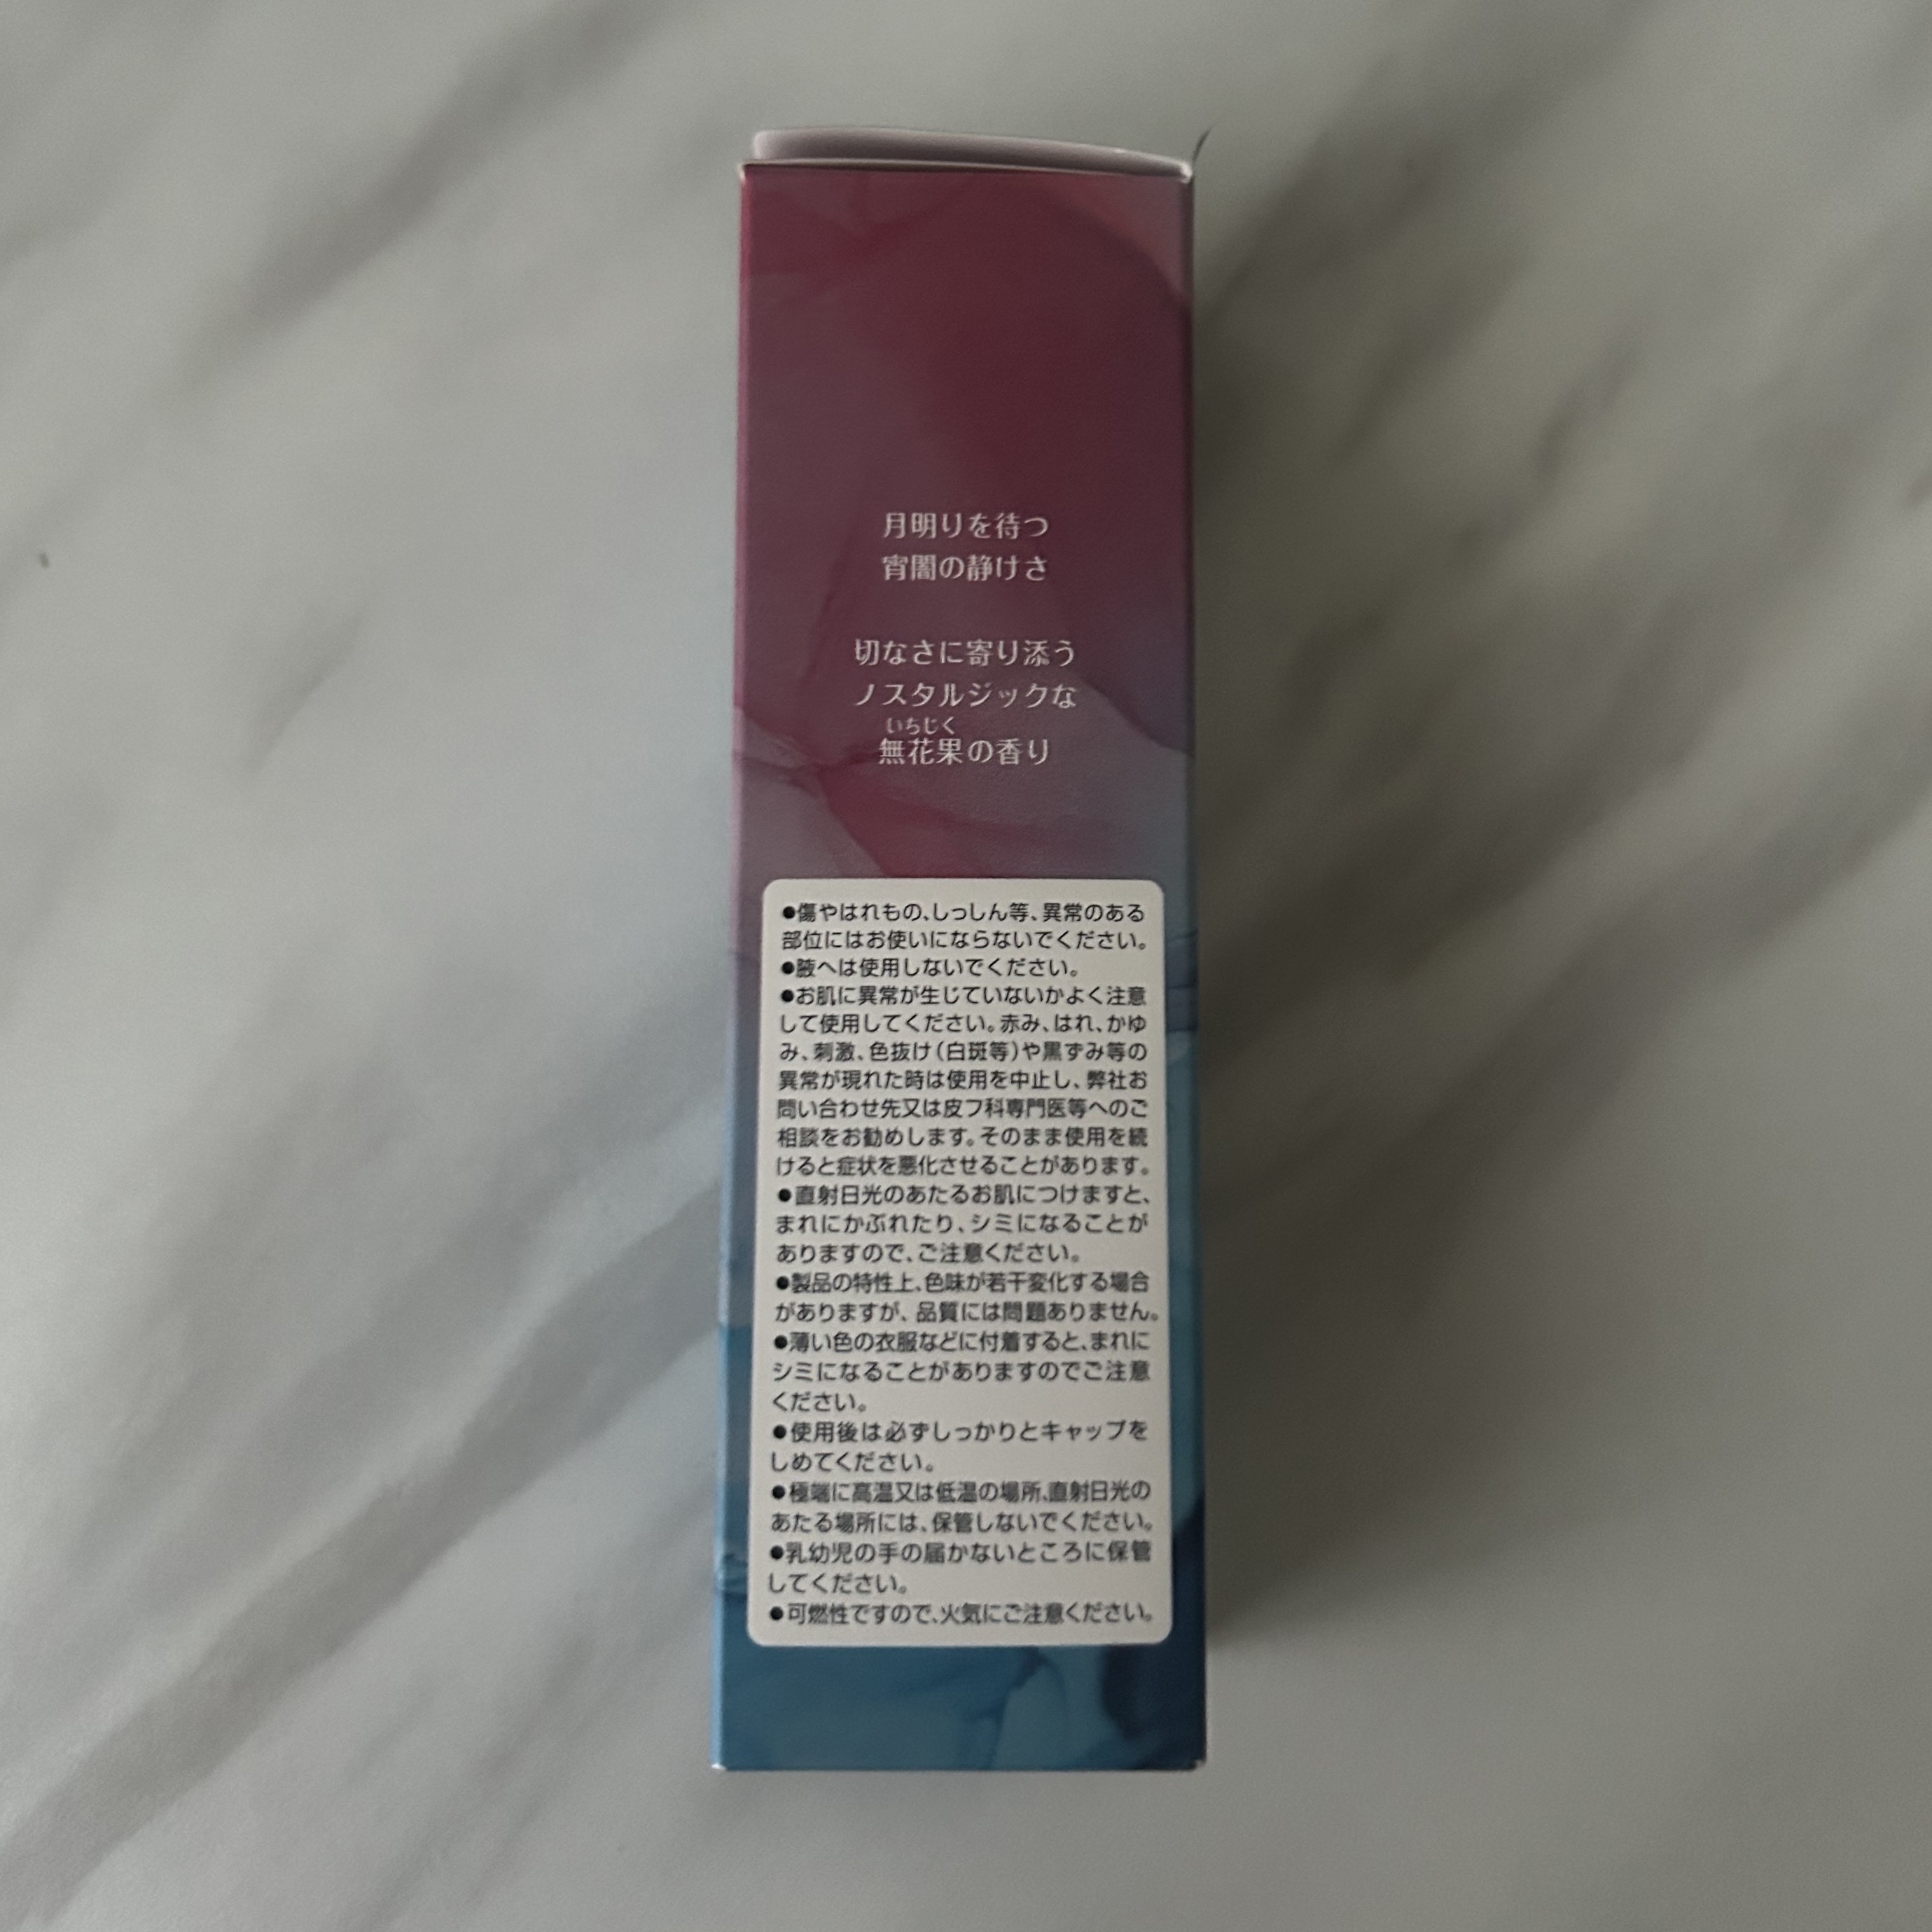 月明りを待つ
宵闇の静けさ
切なさに寄り添う
ノスタルジックな
いちじく
無花果の香り
●傷やはれもの、しっしん等、異常のある
部位にはお使いにならないでください。
●腋へは使用しないでください。
●お肌に異常が生じていないかよく注意
して使用してください。赤み、はれ、かゆ
み、刺激、色抜け(白斑等)や黒ずみ等の
異常が現れた時は使用を中止し、弊社お
問い合わせ先又は皮フ科専門医等へのご
相談をお勧めします。そのまま使用を続
けると症状を悪化させることがあります。
●直射日光のあたるお肌につけますと、
まれにかぶれたり、シミになることが
ありますので、ご注意ください。
●製品の特性上、色味が若干変化する場合
がありますが、品質には問題ありません。
●薄い色の衣服などに付着すると、まれに
シミになることがありますのでご注意
ください。
●使用後は必ずしっかりとキャップを
しめてください。
●極端に高温又は低温の場所、直射日光の
あたる場所には、保管しないでください。
●乳幼児の手の届かないところに保管
してください。
●可燃性ですので、火気にご注意ください。